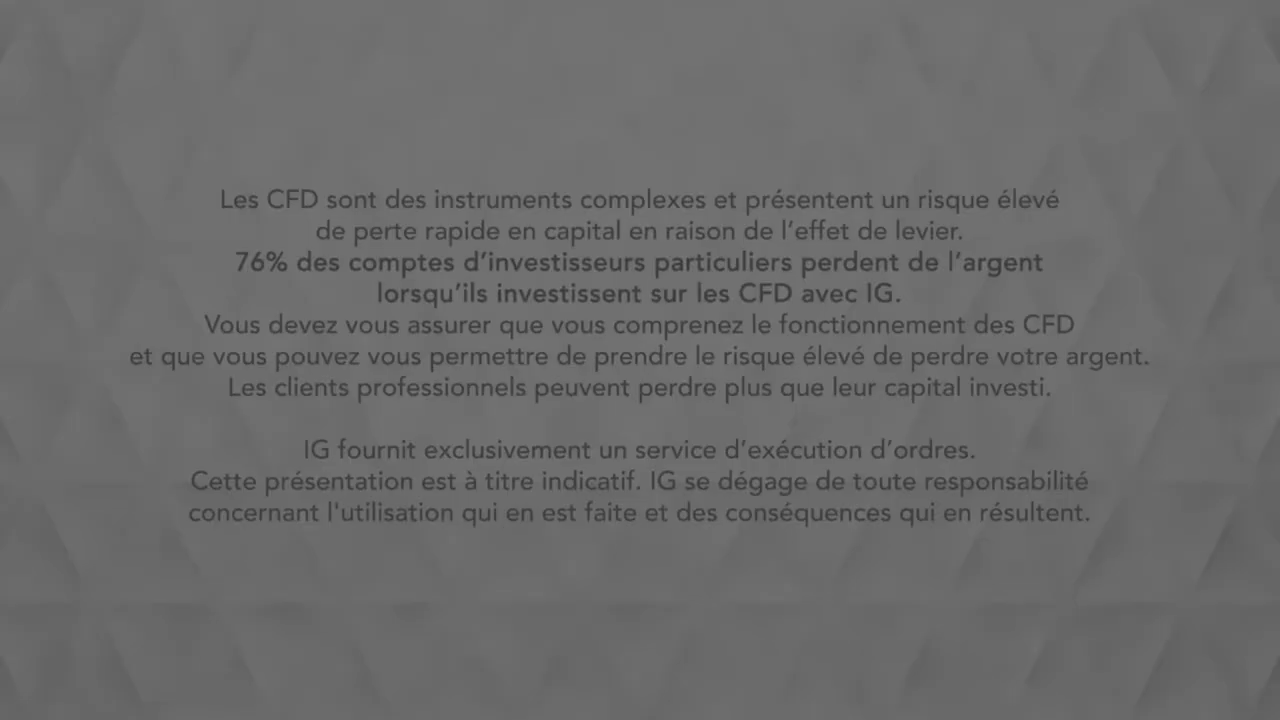 Les CFD sont des instruments complexes et présentent un risque élevé
de perte rapide en capital en raison de l’effet de levier.
76% des comptes d’investisseurs particuliers perdent de l’argent
lorsqu’ils investissent sur les CFD avec IG.
Vous devez vous assurer que vous comprenez le fonctionnement des CFD
et que vous pouvez vous permettre de prendre le risque élevé de perdre votre argent.
Les clients professionnels peuvent perdre plus que leur capital investi.
IG fournit exclusivement un service d’exécution d’ordres.
Cette présentation est à titre indicatif. IG se dégage de toute responsabilité
concernant l'utilisation qui en est faite et des conséquences qui en résultent.